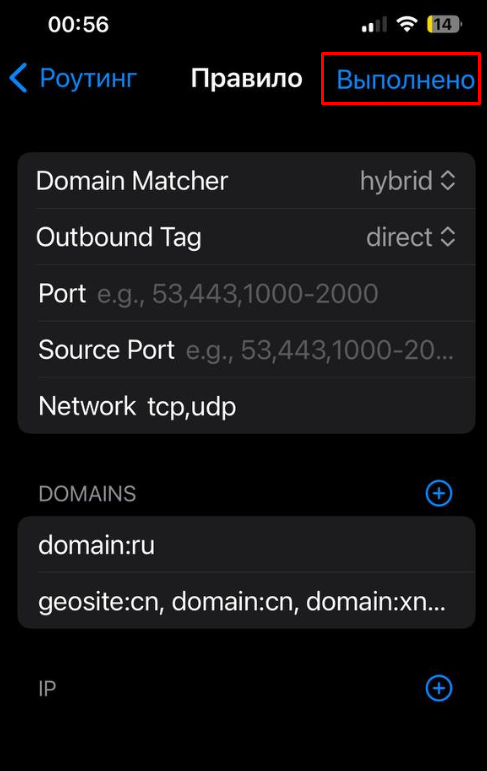 00:56 14
Роутинг Правило Выполнено
Domain Matcher hybrid
Outbound Tag direct
Port e.g., 53,443,1000-2000
Source Port e.g., 53,443,1000-20...
Network tcp,udp
DOMAINS
domain:ru
geosite:cn, domain:cn, domain:xn...
IP